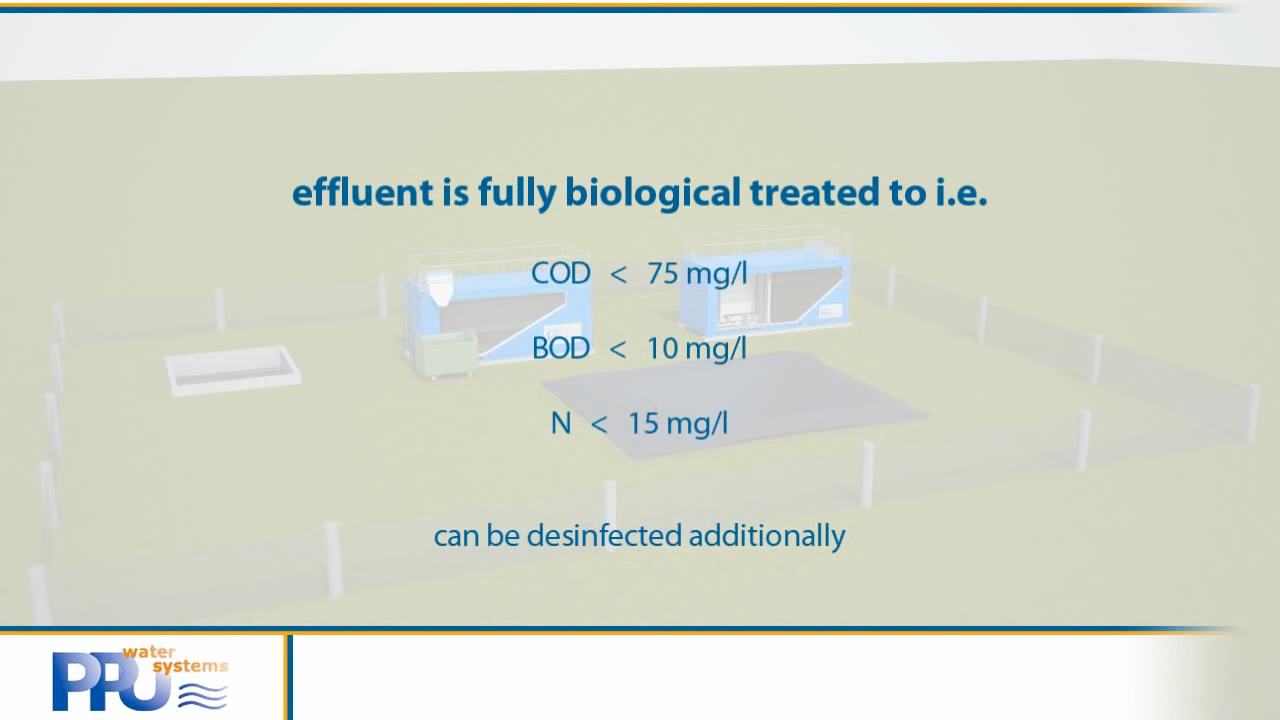 effluent is fully biological treated to i.e.
COD < 75 mg/l
BOD < 10 mg/l
N < 15 mg/l
can be desinfected additionally
PPU water
systems